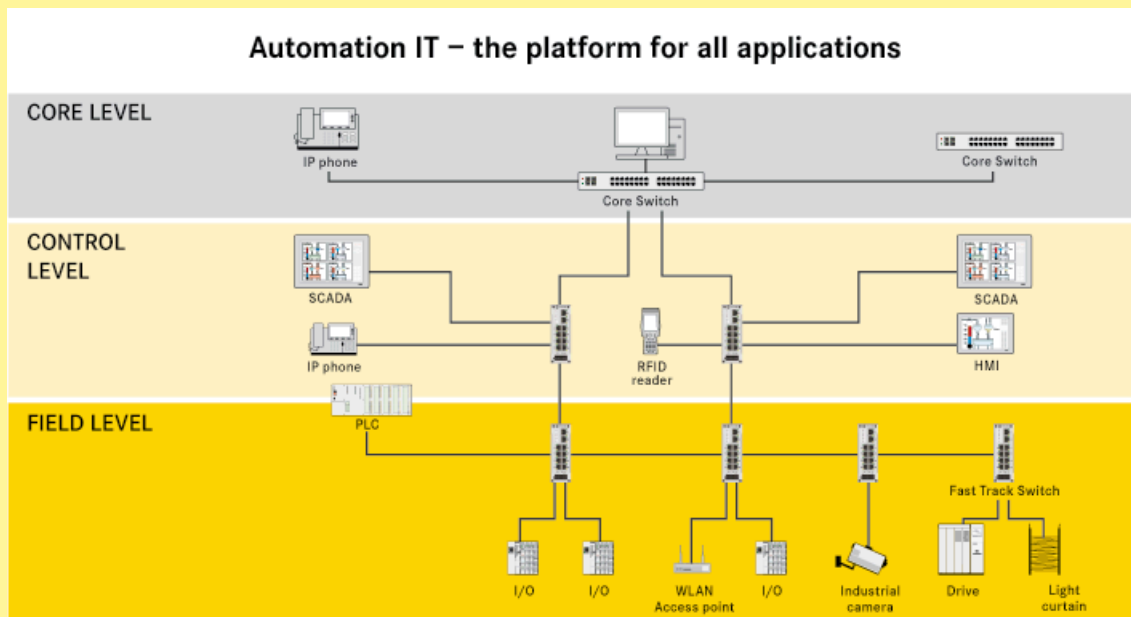 Automation IT – the platform for all applications
CORE LEVEL
IP phone
Core Switch
Core Switch
CONTROL
LEVEL
SCADA
SCADA
IP phone
RFID
reader
HMI
PLC
FIELD LEVEL
Fast Track Switch
I/O
I/O
WLAN
Access point
I/O
Industrial
camera
Drive
Light
curtain